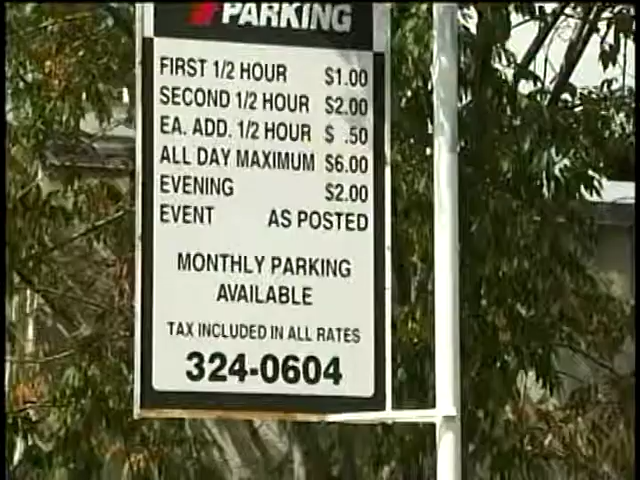 PARKING
FIRST 1/2 HOUR $1.00
SECOND 1/2 HOUR $2.00
EA. ADD. 1/2 HOUR $ .50
ALL DAY MAXIMUM $6.00
EVENING $2.00
EVENT AS POSTED
MONTHLY PARKING
AVAILABLE
TAX INCLUDED IN ALL RATES
324-0604